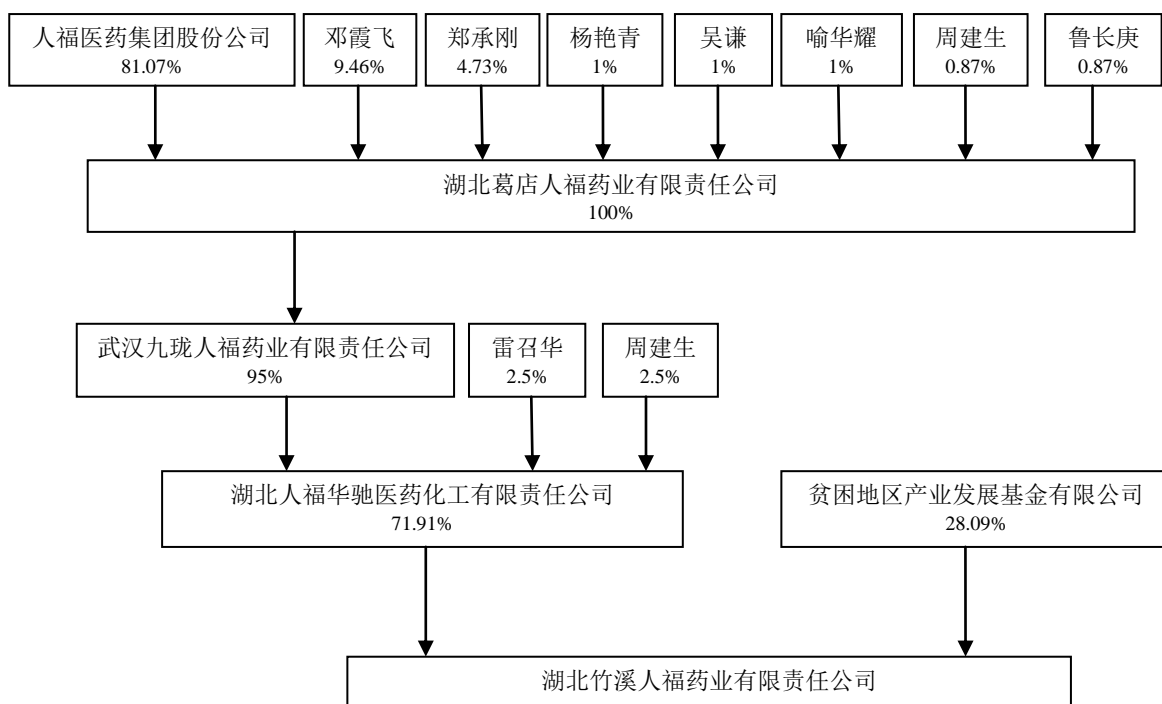 人福医药集团股份公司
81.07%
邓霞飞
9.46%
郑承刚
4.73%
杨艳青
1%
吴谦
1%
喻华耀
1%
周建生
0.87%
鲁长庚
0.87%
湖北葛店人福药业有限责任公司
100%
武汉九珑人福药业有限责任公司
95%
雷召华
2.5%
周建生
2.5%
湖北人福华驰医药化工有限责任公司
71.91%
贫困地区产业发展基金有限公司
28.09%
湖北竹溪人福药业有限责任公司